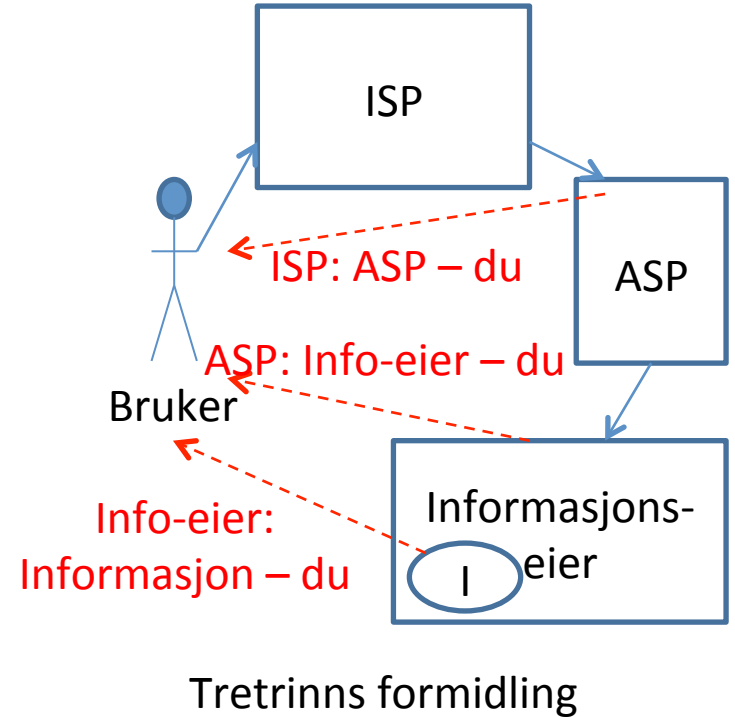 ISP
ISP: ASP – du
ASP
ASP: Info-eier – du
Bruker
Informasjons-
eier
I
Info-eier:
Informasjon – du
Tretrinns formidling